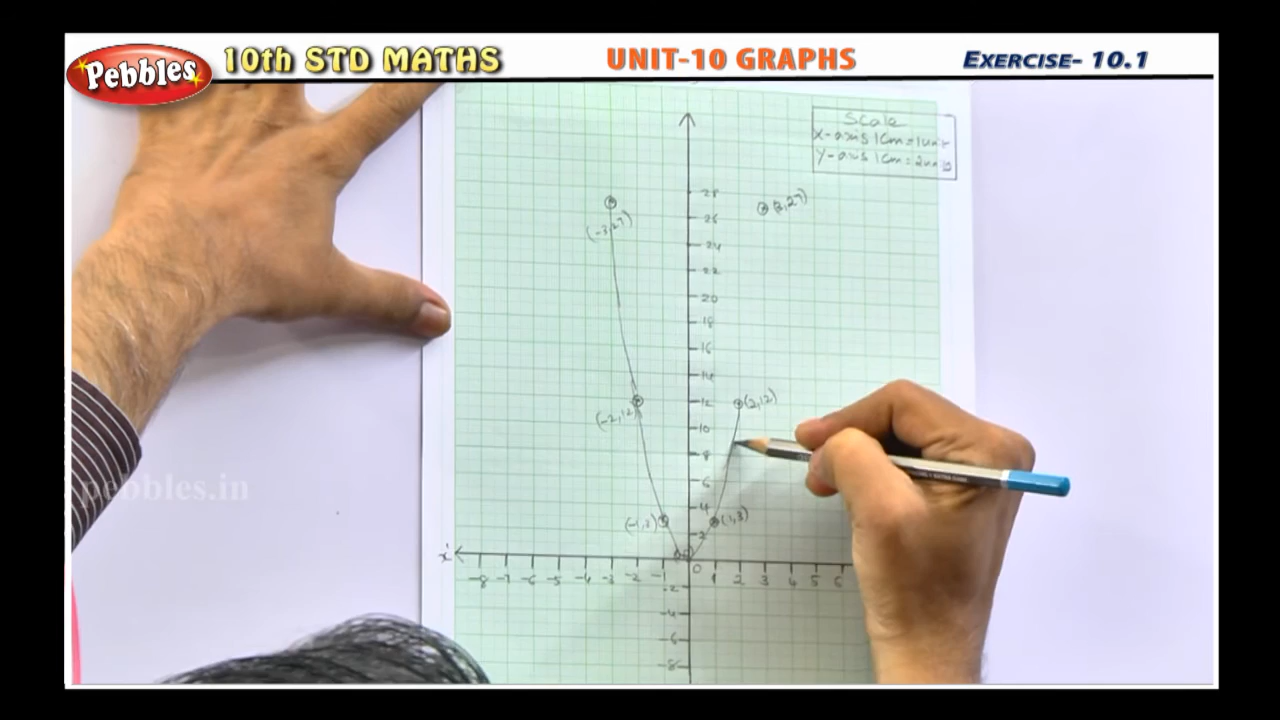 Pebbles
10th STD MATHS
UNIT-10 GRAPHS
EXERCISE- 10.1
Scale
X-axis 1cm=1unit
Y-axis 1cm=2units
28
(3,27)
26
(-3,27)
24
22
20
18
16
14
12
(2,12)
(-2,12)
10
8
6
4
(-1,3)
(1,3)
2
x'
-8 -7 -6 -5 -4 -3 -2 -1 0 1 2 3 4 5 6
-2
-4
-6
-8
pebbles.in